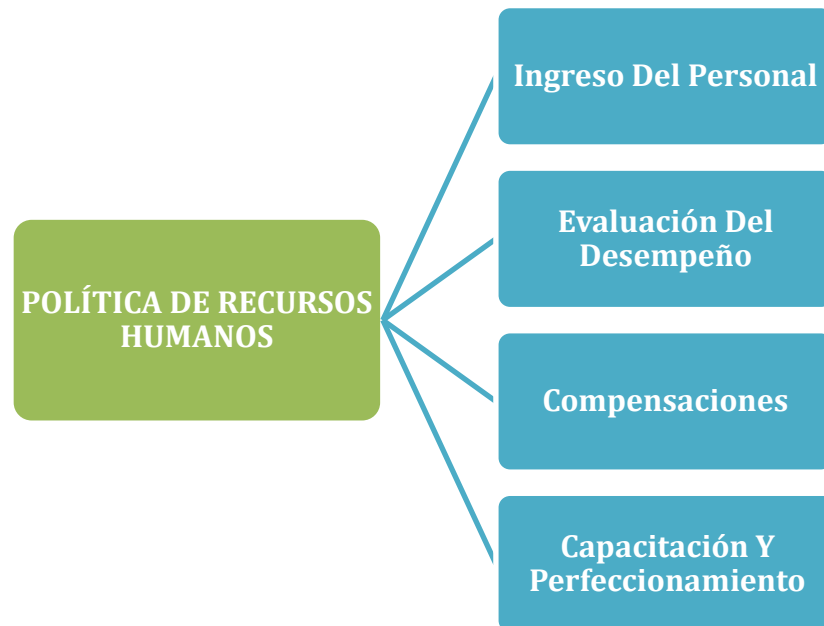 POLÍTICA DE RECURSOS
HUMANOS
Ingreso Del Personal
Evaluación Del
Desempeño
Compensaciones
Capacitación Y
Perfeccionamiento